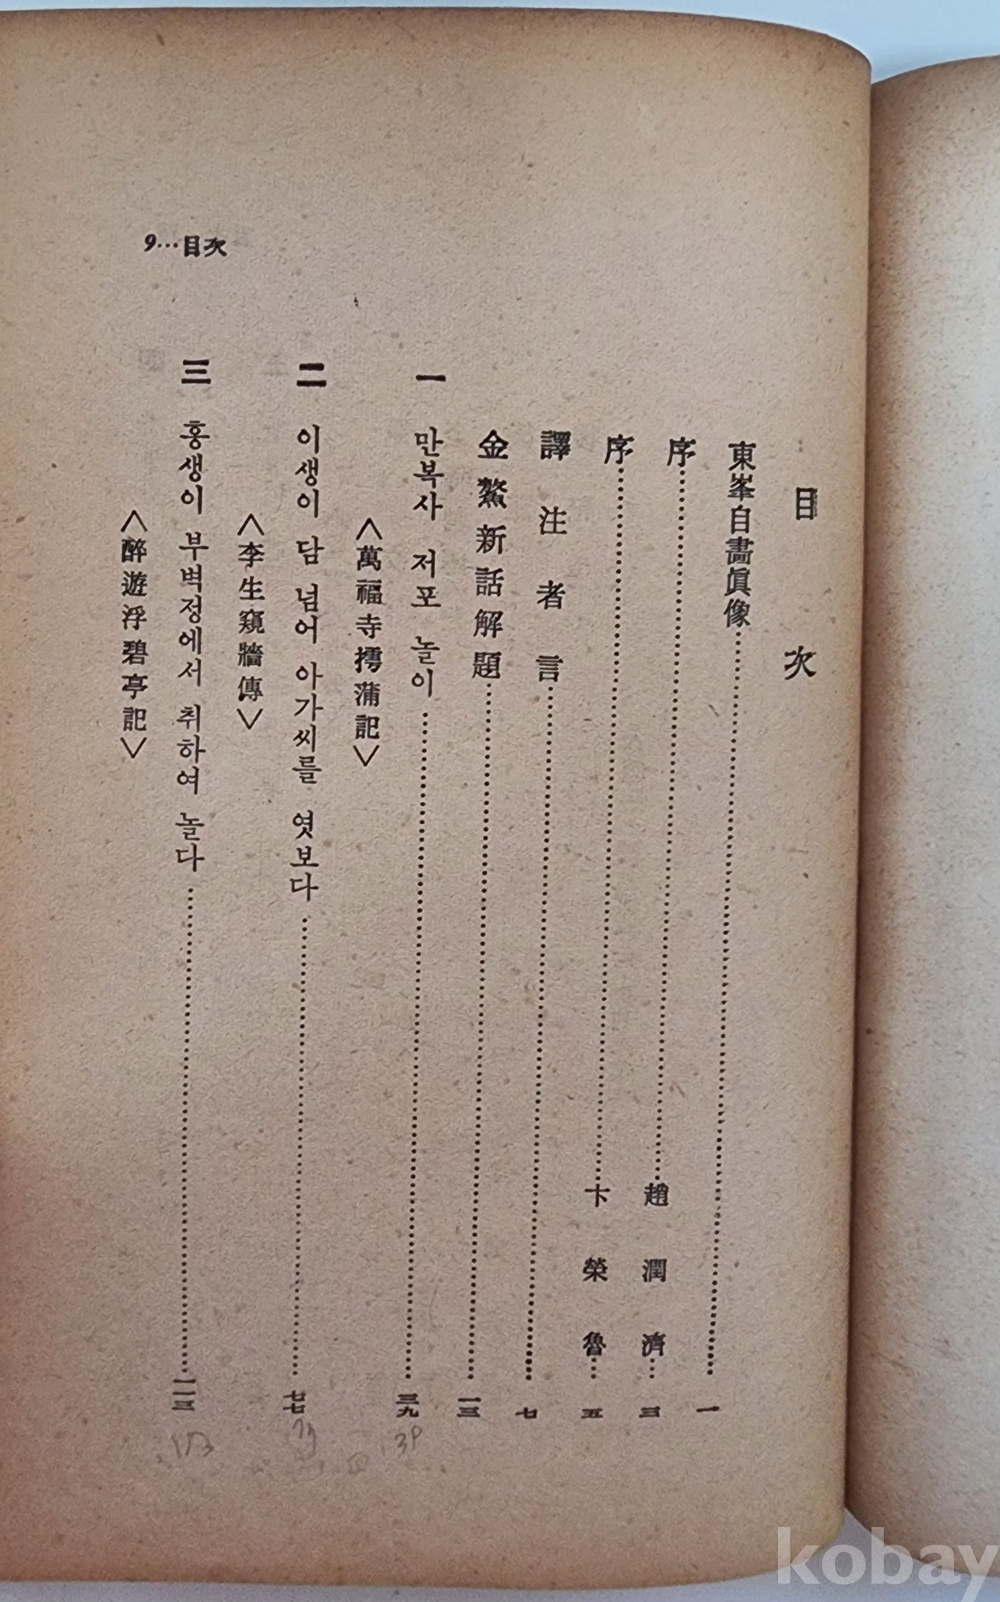 目次
東峯自畵眞像……一
序……趙潤濟…三
序……卞榮魯…五
譯注者言……七
金鰲新話解題……一三
一 만복사 저포 놀이……三九
<萬福寺摴蒲記>
二 이생이 담 넘어 아가씨를 엿보다……七七
<李生窺牆傳>
三 홍생이 부벽정에서 취하여 놀다……一一三
<醉遊浮碧亭記>
9…目次
39
kobay